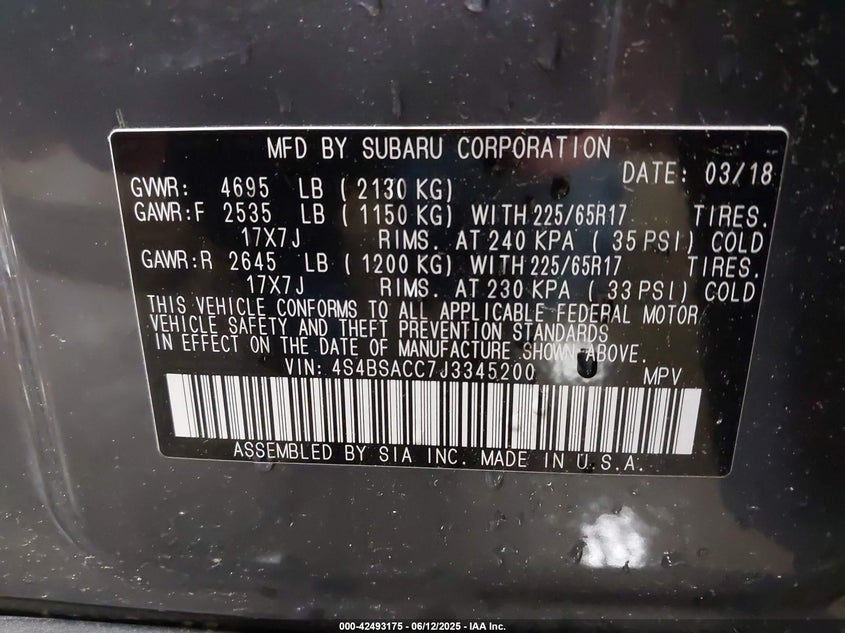 MFD BY SUBARU CORPORATION
DATE: 03/18
GVWR: 4695 LB ( 2130 KG)
GAWR:F 2535 LB ( 1150 KG) WITH 225/65R17 TIRES.
17X7J RIMS. AT 240 KPA ( 35 PSI) COLD
GAWR:R 2645 LB ( 1200 KG) WITH 225/65R17 TIRES.
17X7J RIMS. AT 230 KPA ( 33 PSI) COLD
THIS VEHICLE CONFORMS TO ALL APPLICABLE FEDERAL MOTOR
VEHICLE SAFETY AND THEFT PREVENTION STANDARDS
IN EFFECT ON THE DATE OF MANUFACTURE SHOWN ABOVE.
VIN: 4S4BSACC7J3345200 MPV
ASSEMBLED BY SIA INC. MADE IN U.S.A.
000-42493175 - 06/12/2025 - IAA Inc.